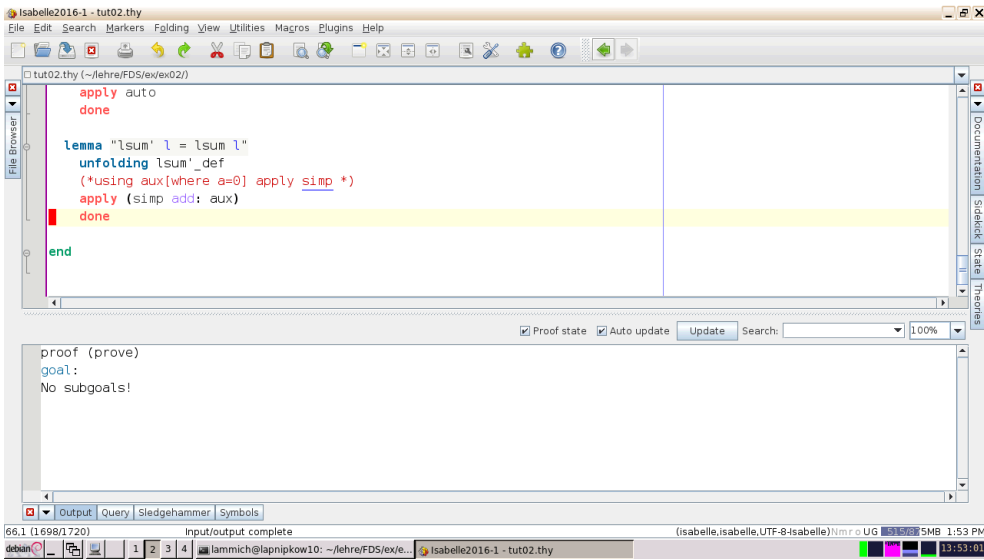 Isabelle2016-1 - tut02.thy
File Edit Search Markers Folding View Utilities Macros Plugins Help
tut02.thy (~/lehre/FDS/ex/ex02/)
File Browser
apply auto
done
lemma "lsum' l = lsum l"
unfolding lsum'_def
(*using aux[where a=0] apply simp *)
apply (simp add: aux)
done
end
Documentation
Sidekick
State
Theories
Proof state Auto update Update Search: 100%
proof (prove)
goal:
No subgoals!
Output Query Sledgehammer Symbols
66,1 (1698/1720) Input/output complete (isabelle,isabelle,UTF-8-Isabelle) N m r o UG 1:53 PM
debian 1 2 3 4 lammich@lapnipkow10: ~/lehre/FDS/ex/e... Isabelle2016-1 - tut02.thy 13:53:01